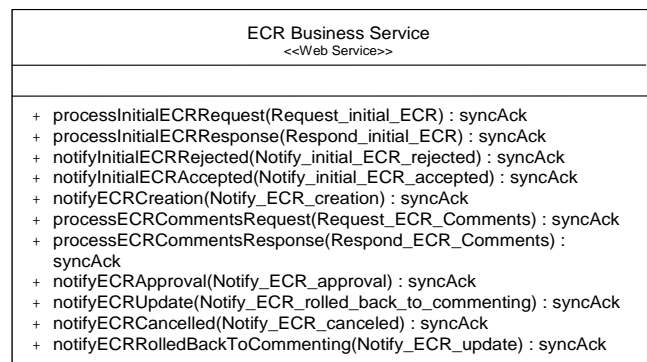 ECR Business Service
<<Web Service>>
+ processInitialECRRequest(Request_initial_ECR) : syncAck
+ processInitialECRResponse(Respond_initial_ECR) : syncAck
+ notifyInitialECRRejected(Notify_initial_ECR_rejected) : syncAck
+ notifyInitialECRAccepted(Notify_initial_ECR_accepted) : syncAck
+ notifyECRCreation(Notify_ECR_creation) : syncAck
+ processECRCommentsRequest(Request_ECR_Comments) : syncAck
+ processECRCommentsResponse(Respond_ECR_Comments) :
syncAck
+ notifyECRApproval(Notify_ECR_approval) : syncAck
+ notifyECRUpdate(Notify_ECR_rolled_back_to_commenting) : syncAck
+ notifyECRCancelled(Notify_ECR_canceled) : syncAck
+ notifyECRRolledBackToCommenting(Notify_ECR_update) : syncAck